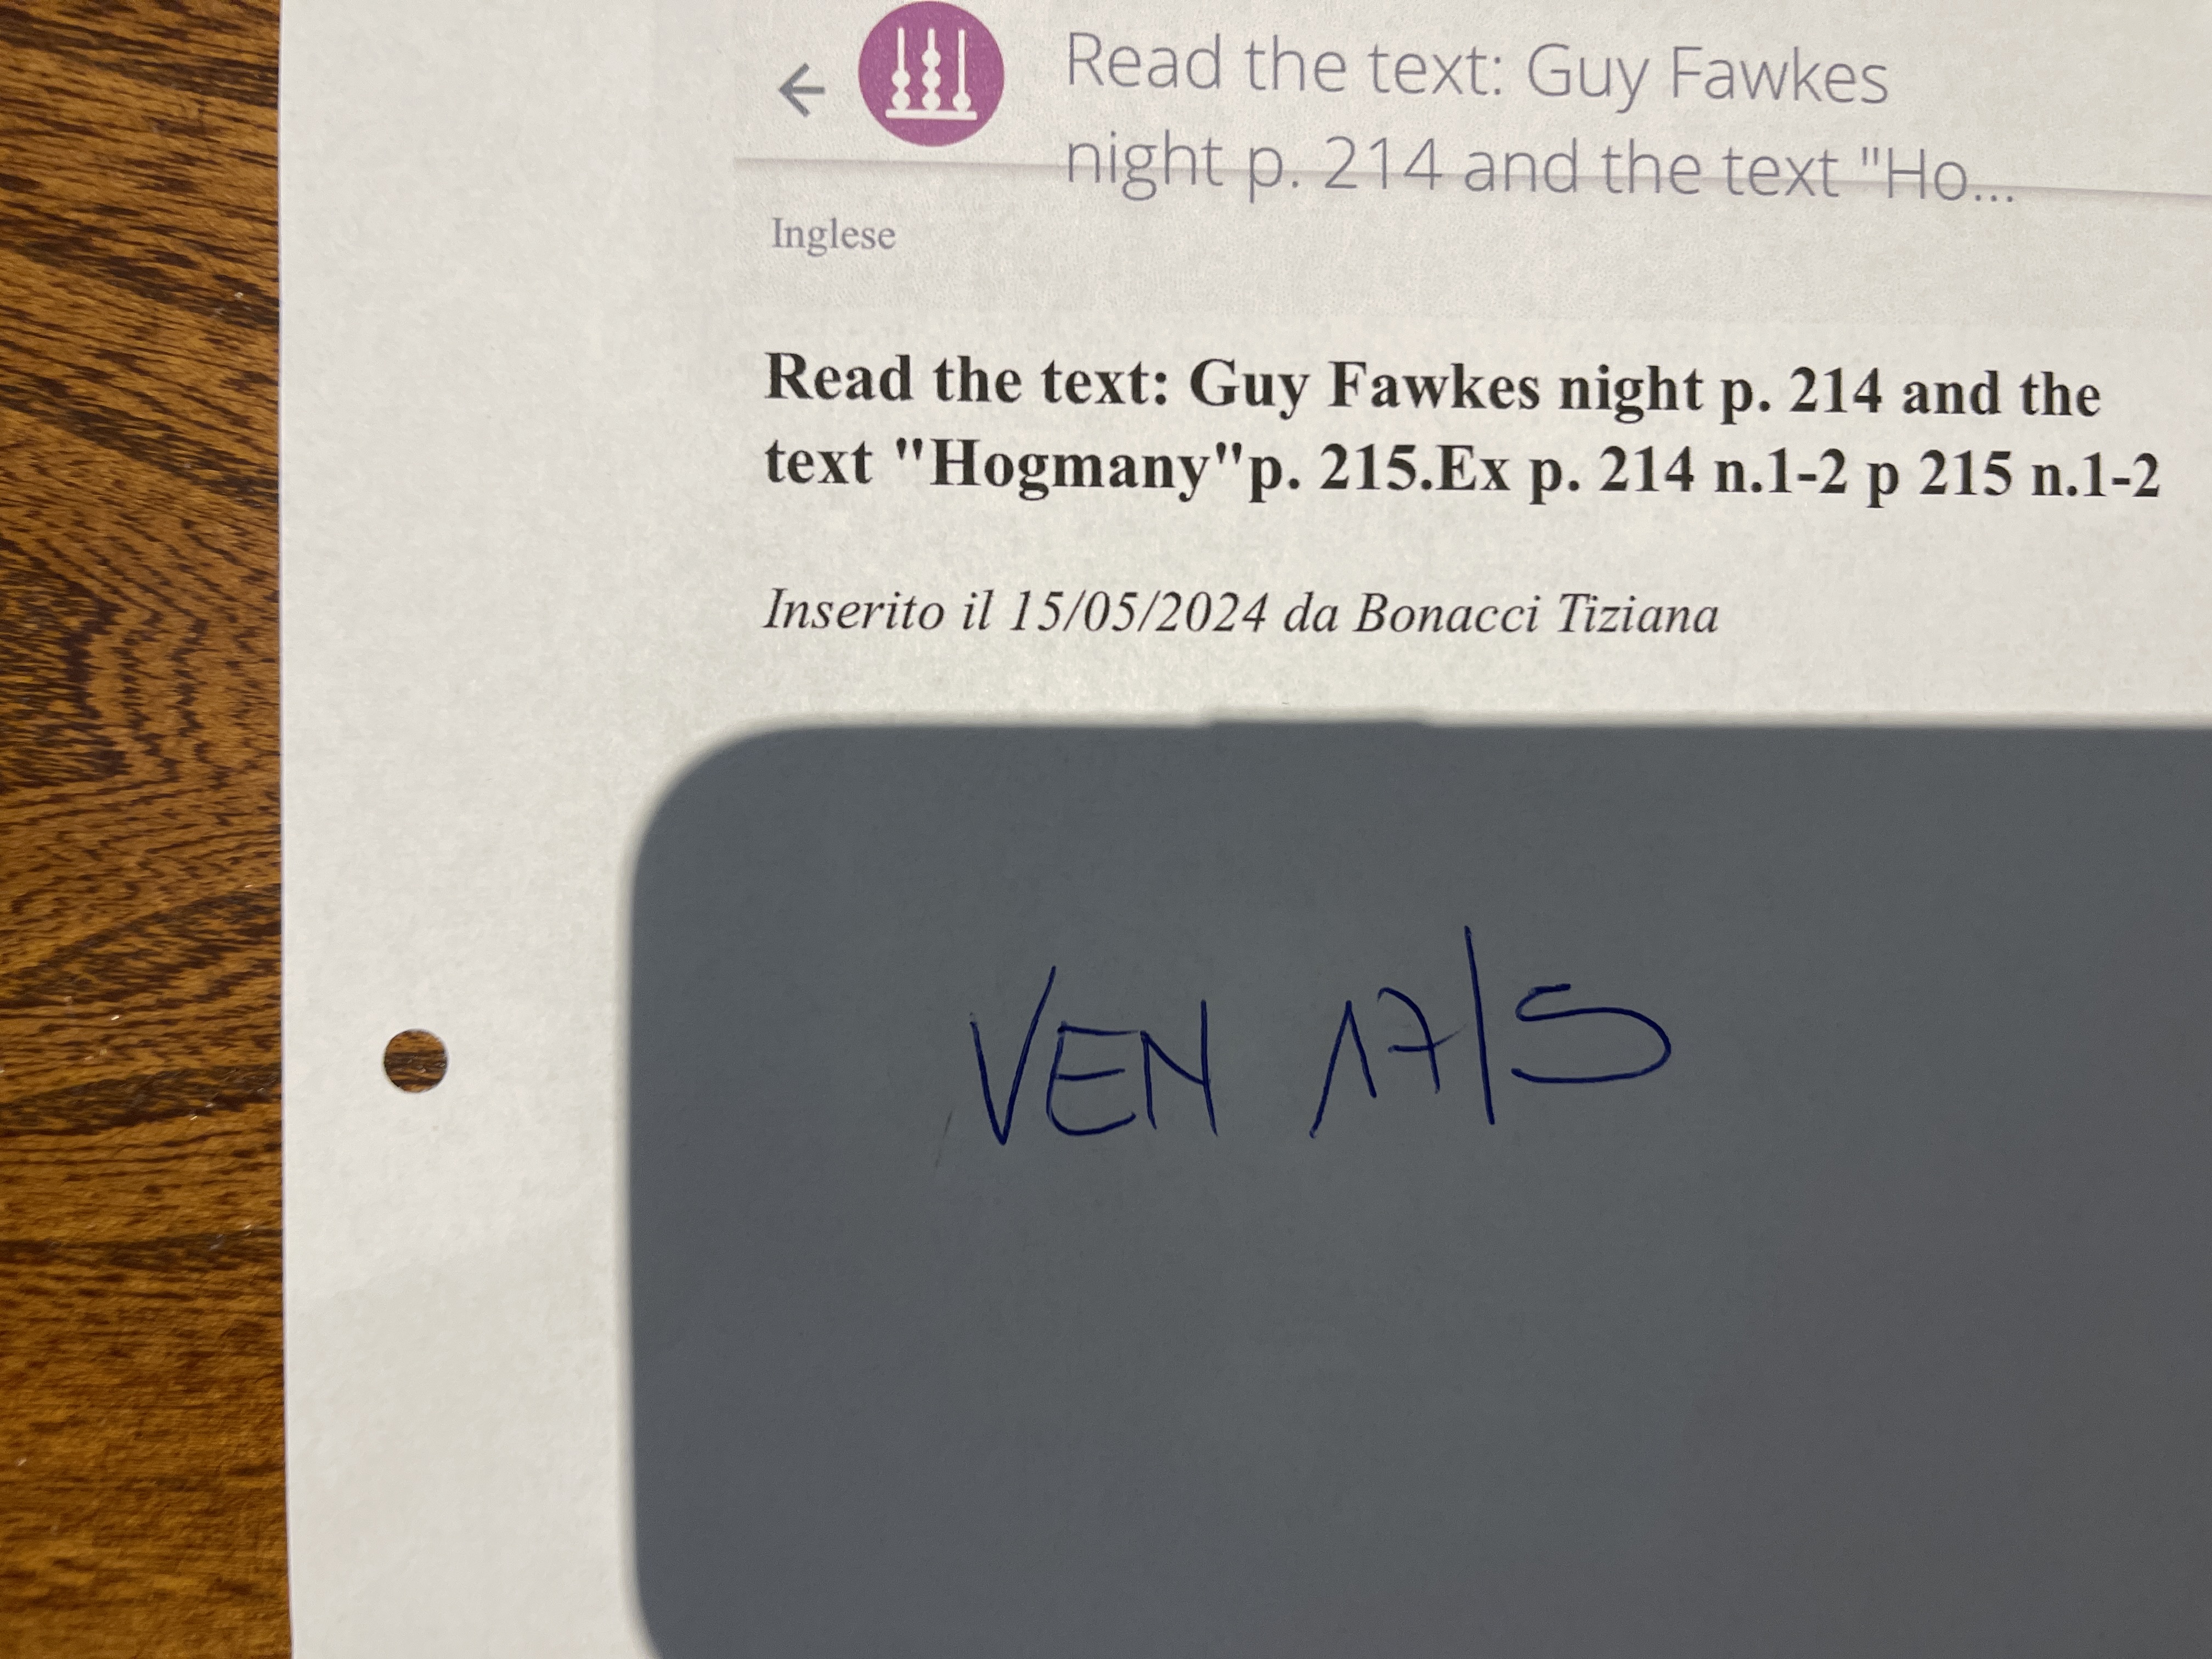 Read the text: Guy Fawkes
night p. 214 and the text "Ho...
Inglese
Read the text: Guy Fawkes night p. 214 and the
text "Hogmany"p. 215.Ex p. 214 n.1-2 p 215 n.1-2
Inserito il 15/05/2024 da Bonacci Tiziana
VEN 17/5